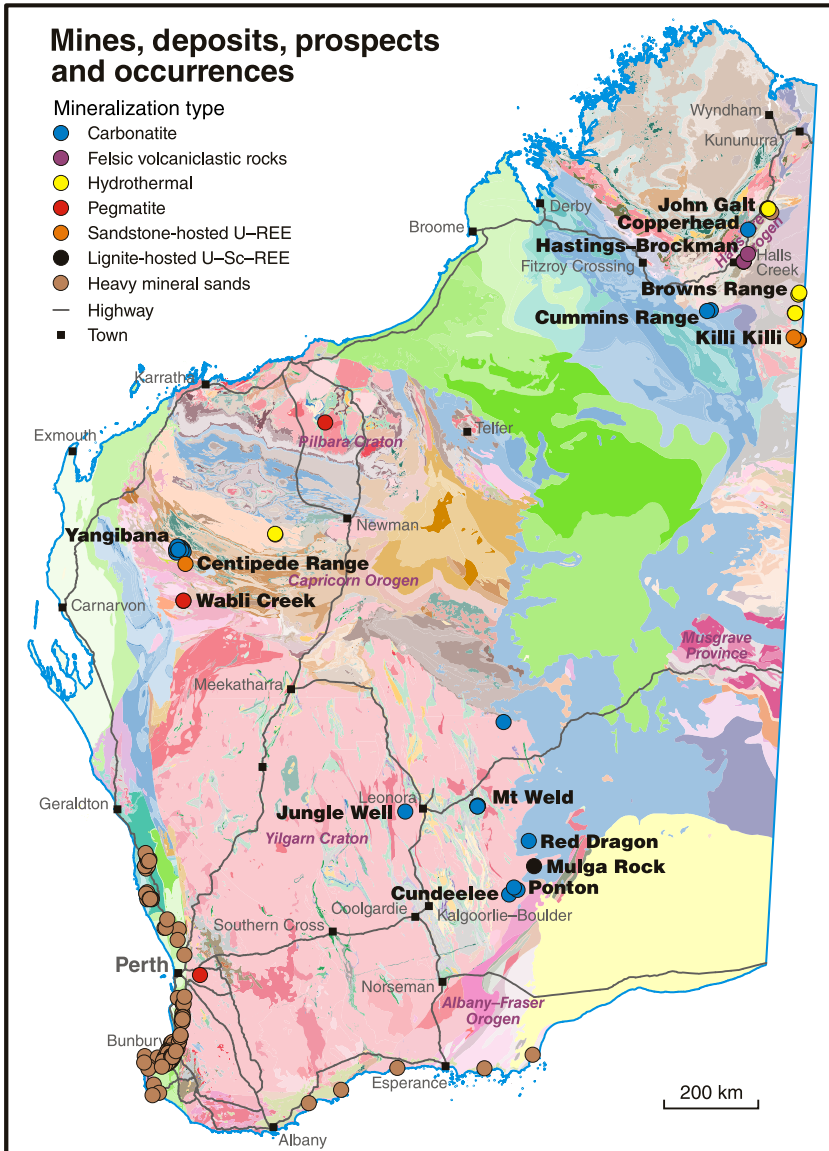 Mines, deposits, prospects
and occurrences
Mineralization type
Carbonatite
Felsic volcaniclastic rocks
Hydrothermal
Pegmatite
Sandstone-hosted U–REE
Lignite-hosted U–Sc–REE
Heavy mineral sands
Highway
Town
Wyndham
Kununurra
Derby
John Galt
Copperhead
Broome
Hastings–Brockman
Halls Creek Orogen
Fitzroy Crossing
Halls
Creek
Browns Range
Cummins Range
Killi Killi
Karratha
Exmouth
Pilbara Craton
Telfer
Newman
Yangibana
Centipede Range
Capricorn Orogen
Wabli Creek
Carnarvon
Musgrave
Province
Meekatharra
Geraldton
Jungle Well
Leonora
Mt Weld
Yilgarn Craton
Red Dragon
Mulga Rock
Cundeelee
Ponton
Coolgardie
Kalgoorlie–Boulder
Southern Cross
Perth
Norseman
Albany–Fraser
Orogen
Bunbury
Esperance
200 km
Albany